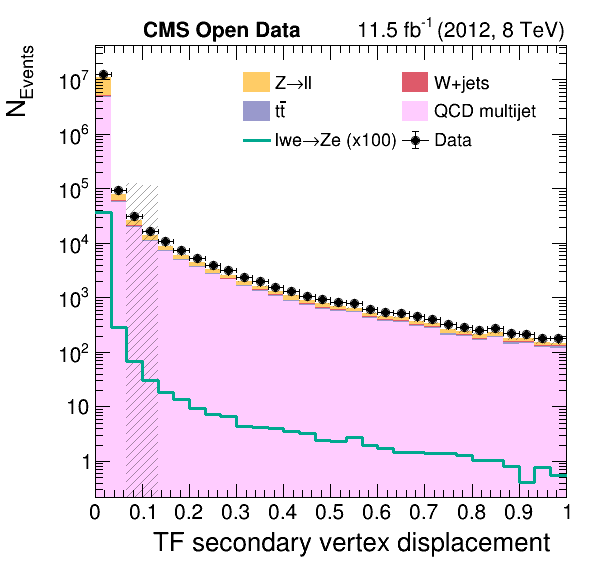 CMS Open Data 11.5 fb⁻¹ (2012, 8 TeV)
N_Events
Z→ll W+jets
tt̄ QCD multijet
lwe→Ze (x100) Data
10⁷
10⁶
10⁵
10⁴
10³
10²
10
1
0 0.1 0.2 0.3 0.4 0.5 0.6 0.7 0.8 0.9 1
TF secondary vertex displacement